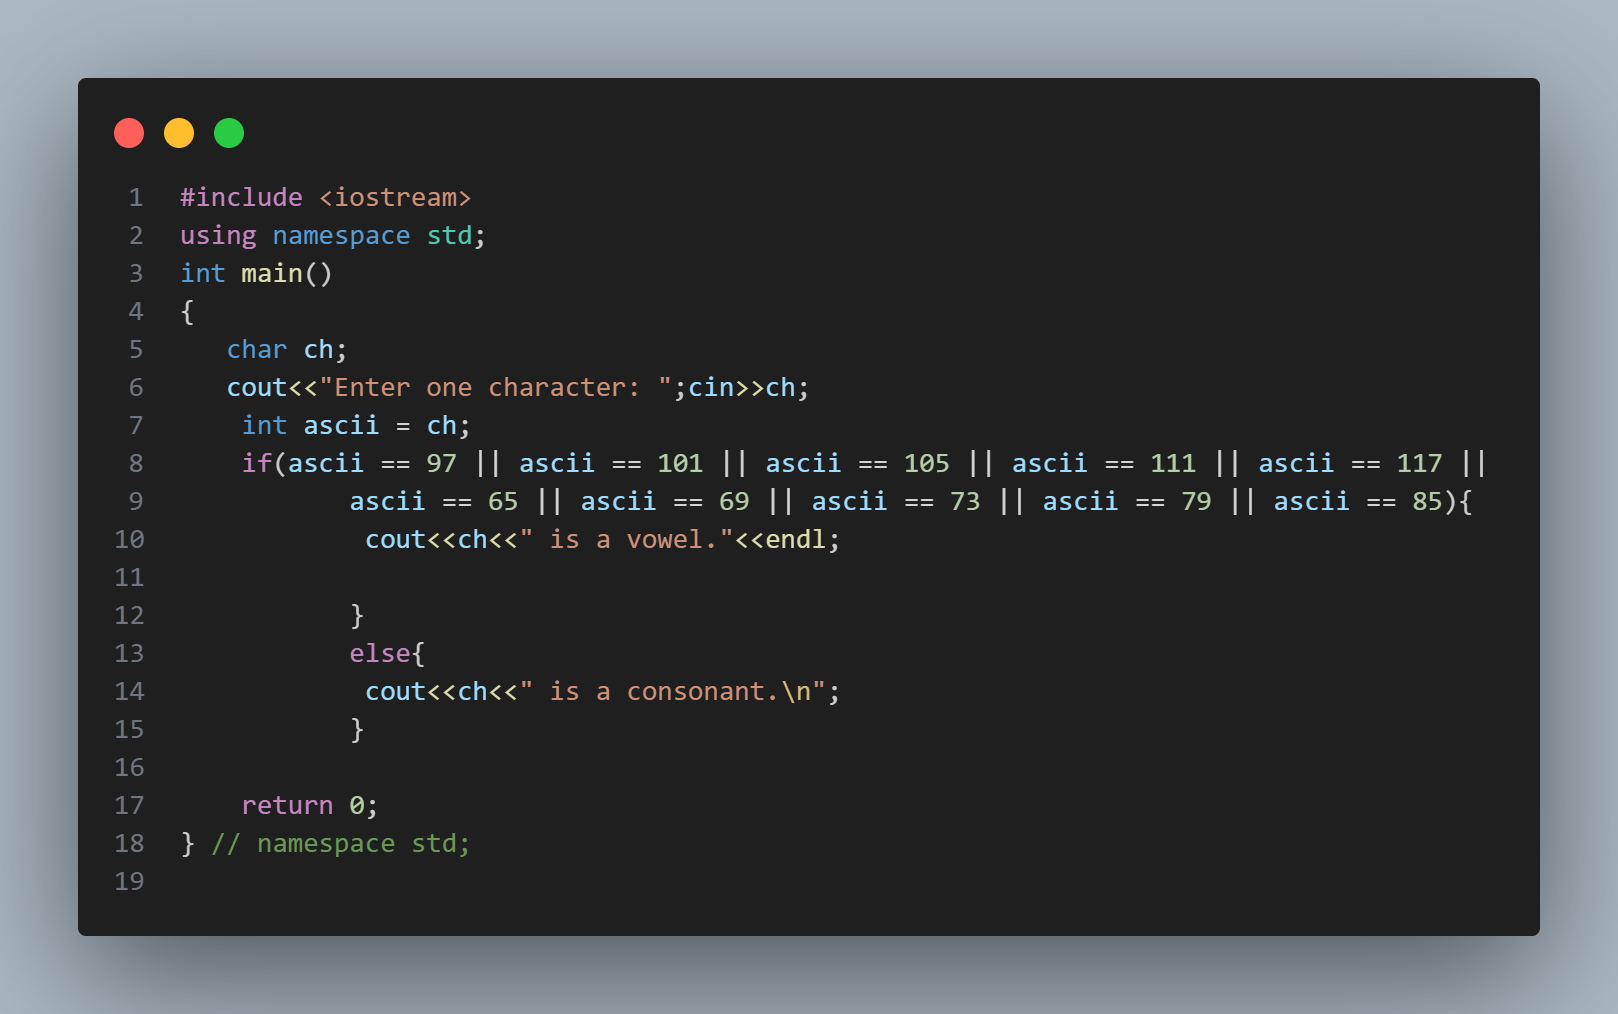 1 #include <iostream>
2 using namespace std;
3 int main()
4 {
5    char ch;
6    cout<<"Enter one character: ";cin>>ch;
7     int ascii = ch;
8     if(ascii == 97 || ascii == 101 || ascii == 105 || ascii == 111 || ascii == 117 ||
9            ascii == 65 || ascii == 69 || ascii == 73 || ascii == 79 || ascii == 85){
10             cout<<ch<<" is a vowel."<<endl;
11
12            }
13            else{
14             cout<<ch<<" is a consonant.\n";
15            }
16
17     return 0;
18 } // namespace std;
19